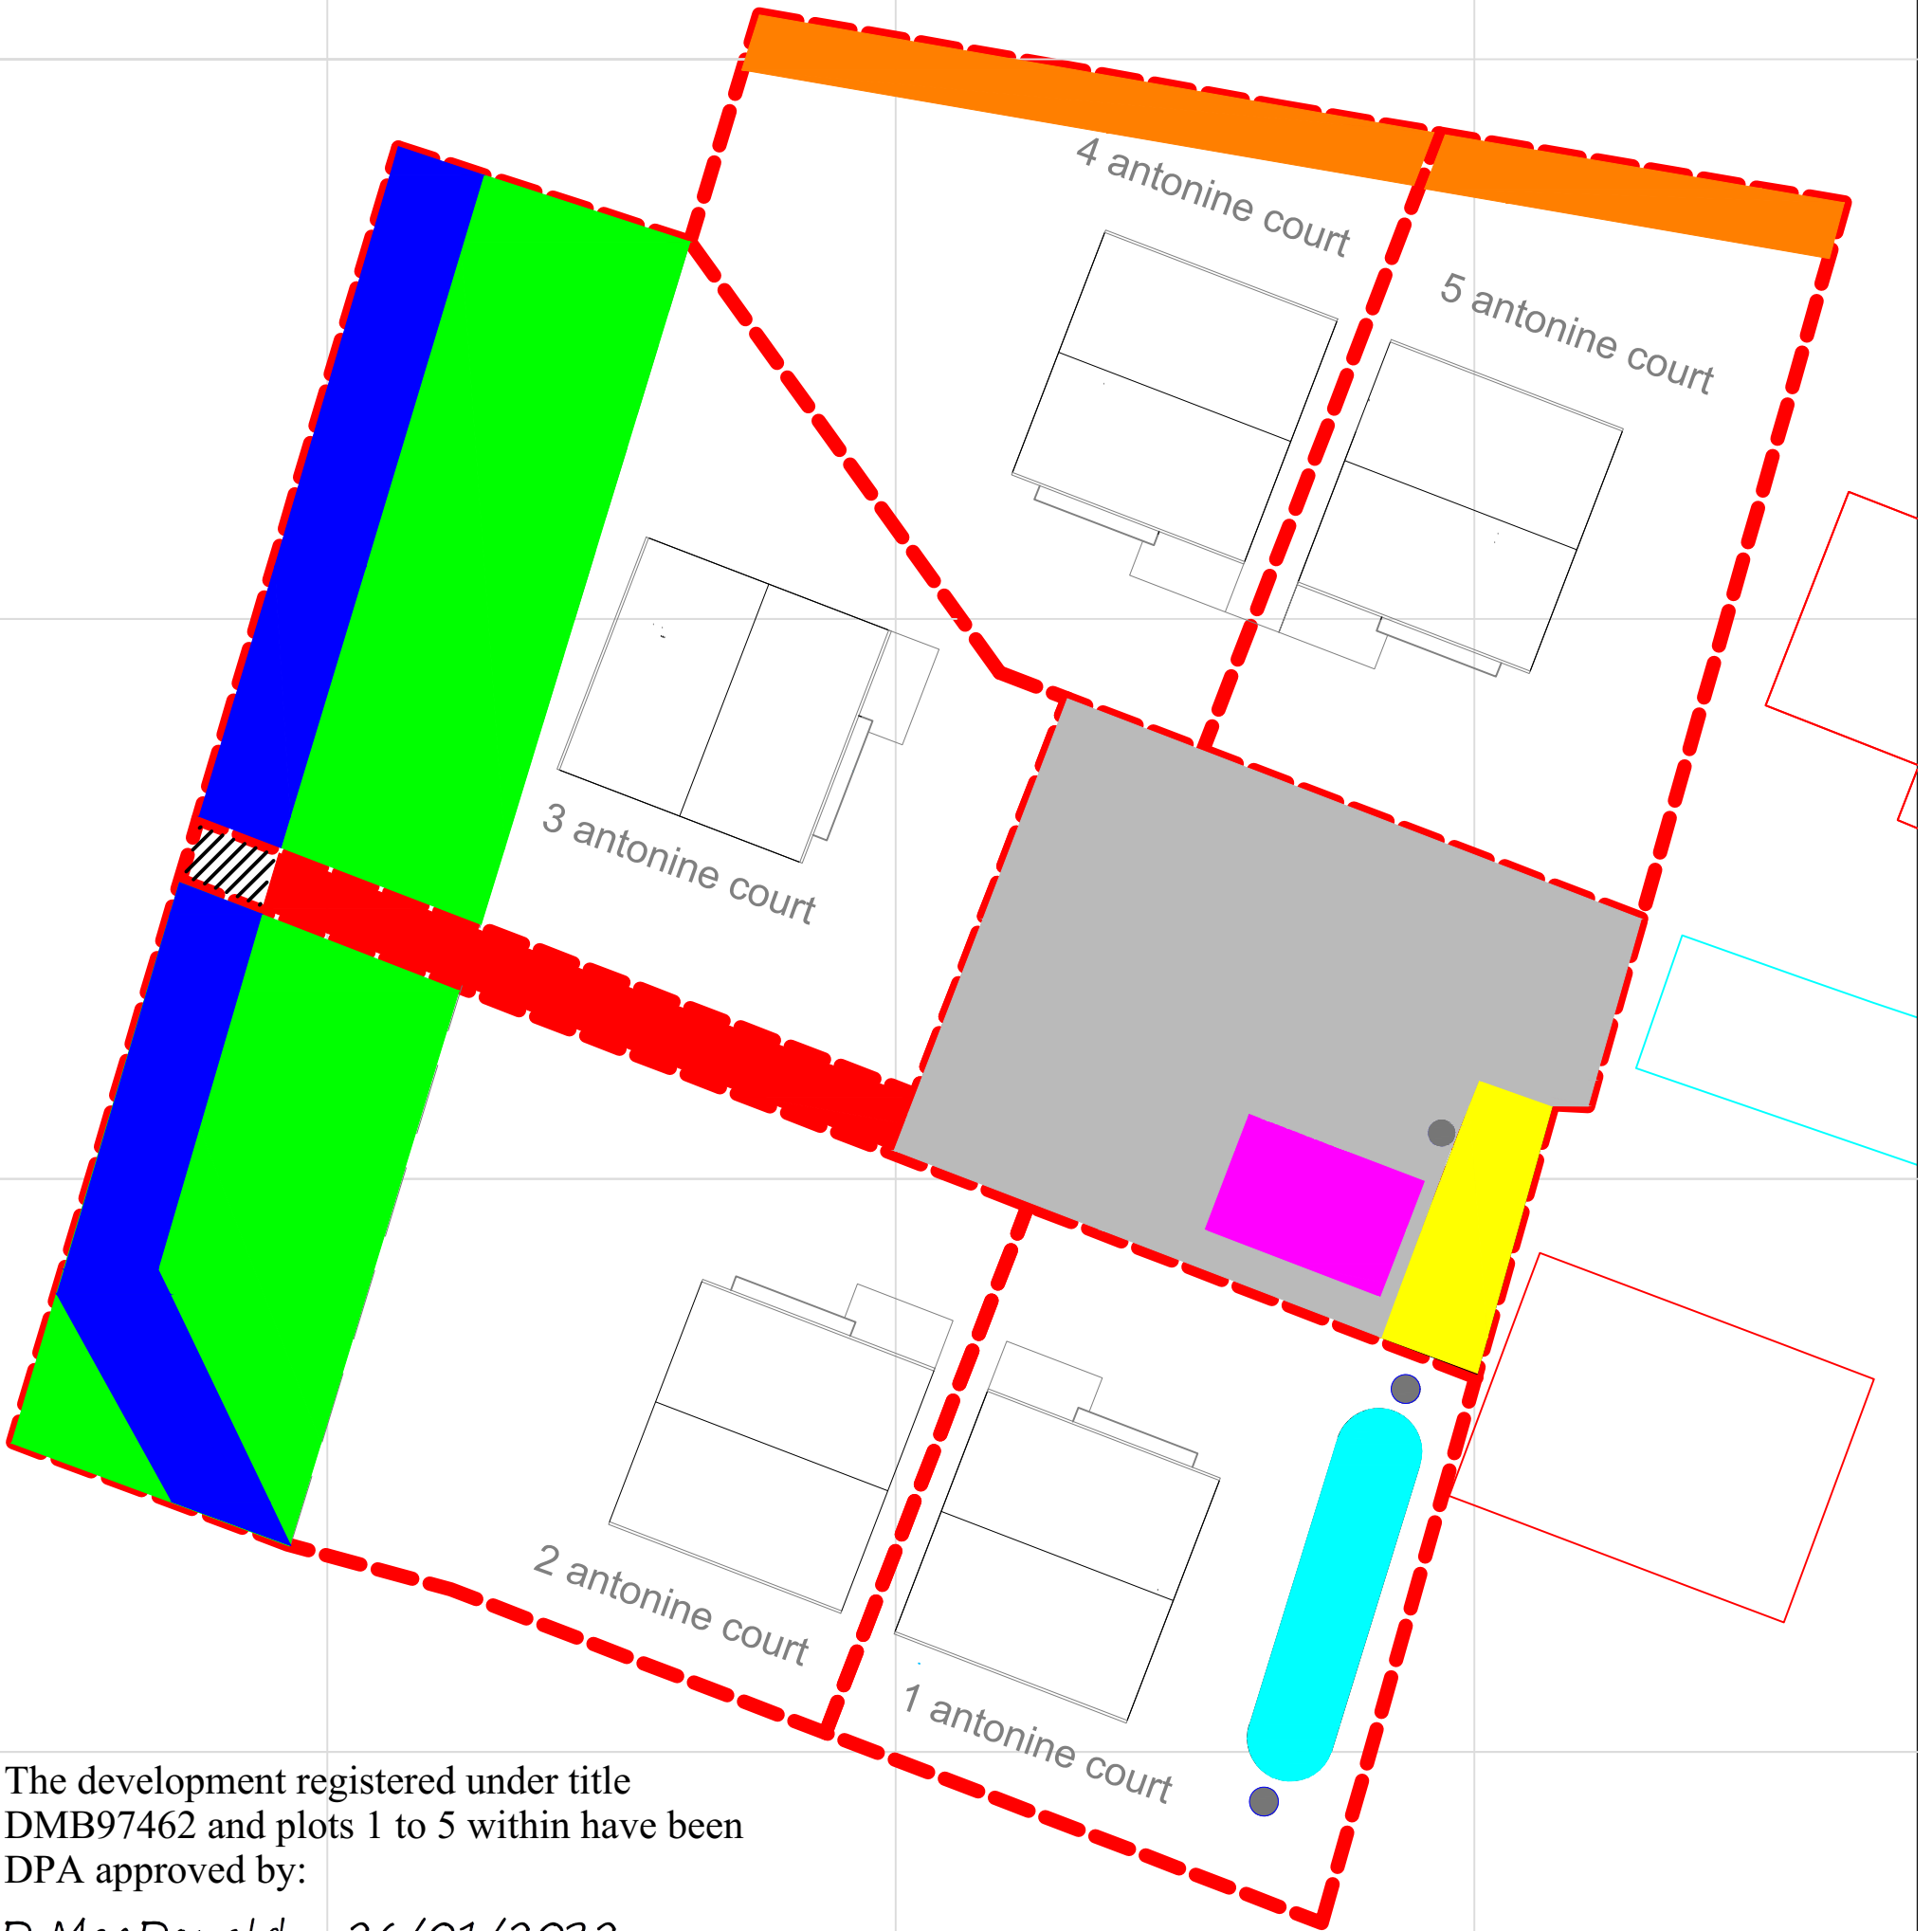 4 antonine court
5 antonine court
3 antonine court
2 antonine court
1 antonine court
The development registered under title
DMB97462 and plots 1 to 5 within have been
DPA approved by: